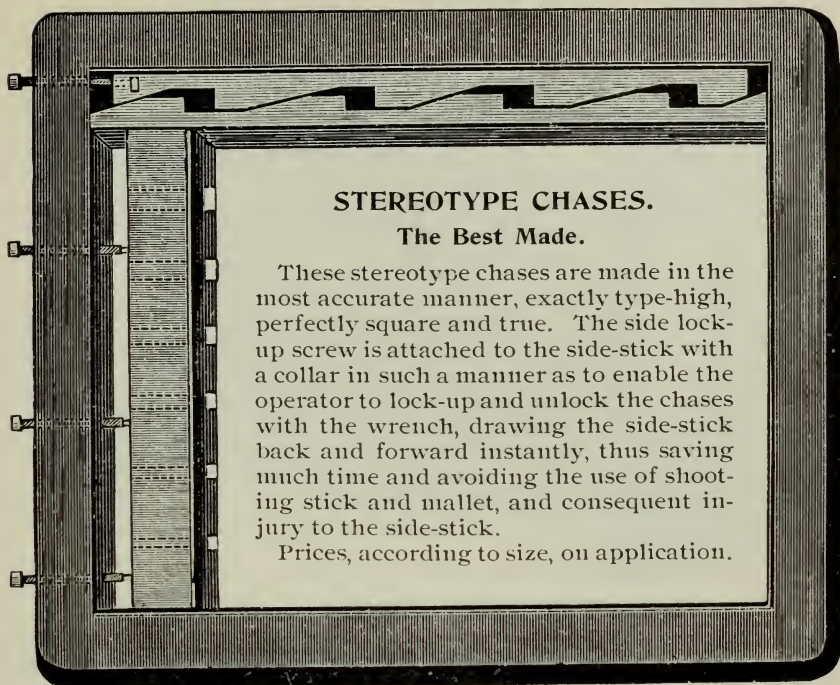 STEREOTYPE CHASES.
The Best Made.
These stereotype chases are made in the
most accurate manner, exactly type-high,
perfectly square and true. The side lock-
up screw is attached to the side-stick with
a collar in such a manner as to enable the
operator to lock-up and unlock the chases
with the wrench, drawing the side-stick
back and forward instantly, thus saving
much time and avoiding the use of shoot-
ing stick and mallet, and consequent in-
jury to the side-stick.
Prices, according to size, on application.